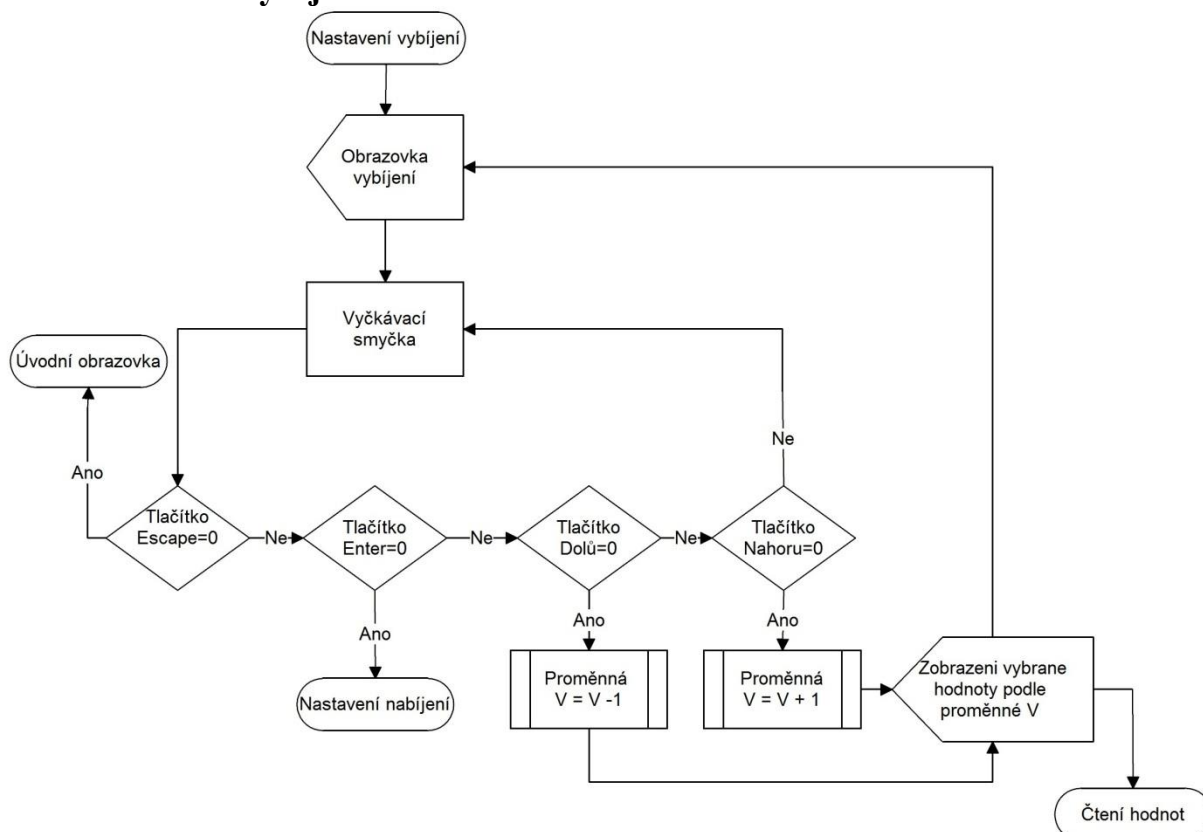 Nastavení vybíjení
Obrazovka
vybíjení
Vyčkávací
smyčka
Úvodní obrazovka
Ne
Ano
Tlačítko
Escape=0
Ne
Tlačítko
Enter=0
Ne
Tlačítko
Dolů=0
Ne
Tlačítko
Nahoru=0
Ano
Ano
Ano
Nastavení nabíjení
Proměnná
V = V -1
Proměnná
V = V + 1
Zobrazeni vybrane
hodnoty podle
proměnné V
Čtení hodnot